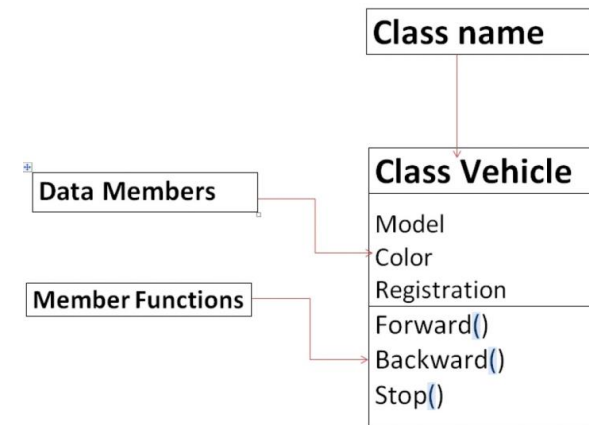 Class name
Class Vehicle
Data Members
Model
Color
Registration
Member Functions
Forward()
Backward()
Stop()